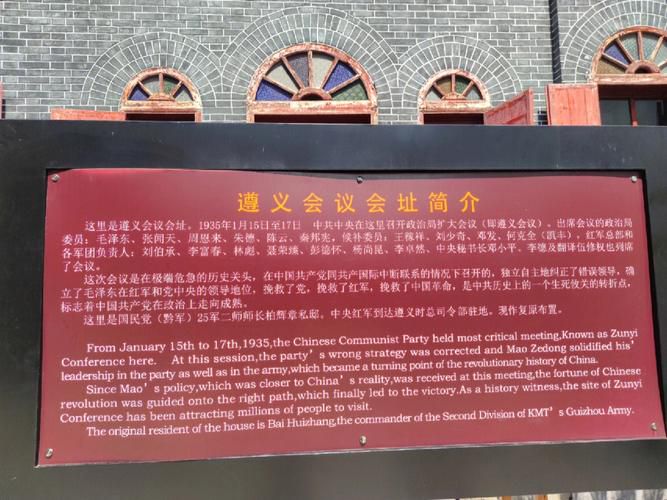 遵义会议会址简介
这里是遵义会议会址。1935年1月15日至17日　中共中央在这里召开政治局扩大会议（即遵义会议）。出席会议的政治局
委员：毛泽东、张闻天、周恩来、朱德、陈云、秦邦宪，候补委员：王稼祥、刘少奇、邓发、何克全（凯丰），红军总部和
各军团负责人：刘伯承、李富春、林彪、聂荣臻、彭德怀、杨尚昆、李卓然、中央秘书长邓小平，李德及翻译伍修权也列席
了会议。
这次会议是在极端危急的历史关头，在中国共产党同共产国际中断联系的情况下召开的，独立自主地纠正了错误领导，确
立了毛泽东在红军和党中央的领导地位，挽救了党，挽救了红军，挽救了中国革命，是中共历史上的一个生死攸关的转折点，
标志着中国共产党在政治上走向成熟。
这里是国民党（黔军）25军二师师长柏辉章私邸。中央红军到达遵义时总司令部驻地。现作复原布置。
From January 15th to 17th,1935,the Chinese Communist Party held most critical meeting,Known as Zunyi
Conference here. At this session,the party's wrong strategy was corrected and Mao Zedong solidified his'
leadership in the party as well as in the army,which became a turning point of the revolutionary history of China.
Since Mao's policy,which was closer to China's reality,was received at this meeting,the fortune of Chinese
revolution was guided onto the right path,which finally led to the victory.As a history witness,the site of Zunyi
Conference has been attracting millions of people to visit.
The original resident of the house is Bai Huizhang,the commander of the Second Division of KMT's Guizhou Army.